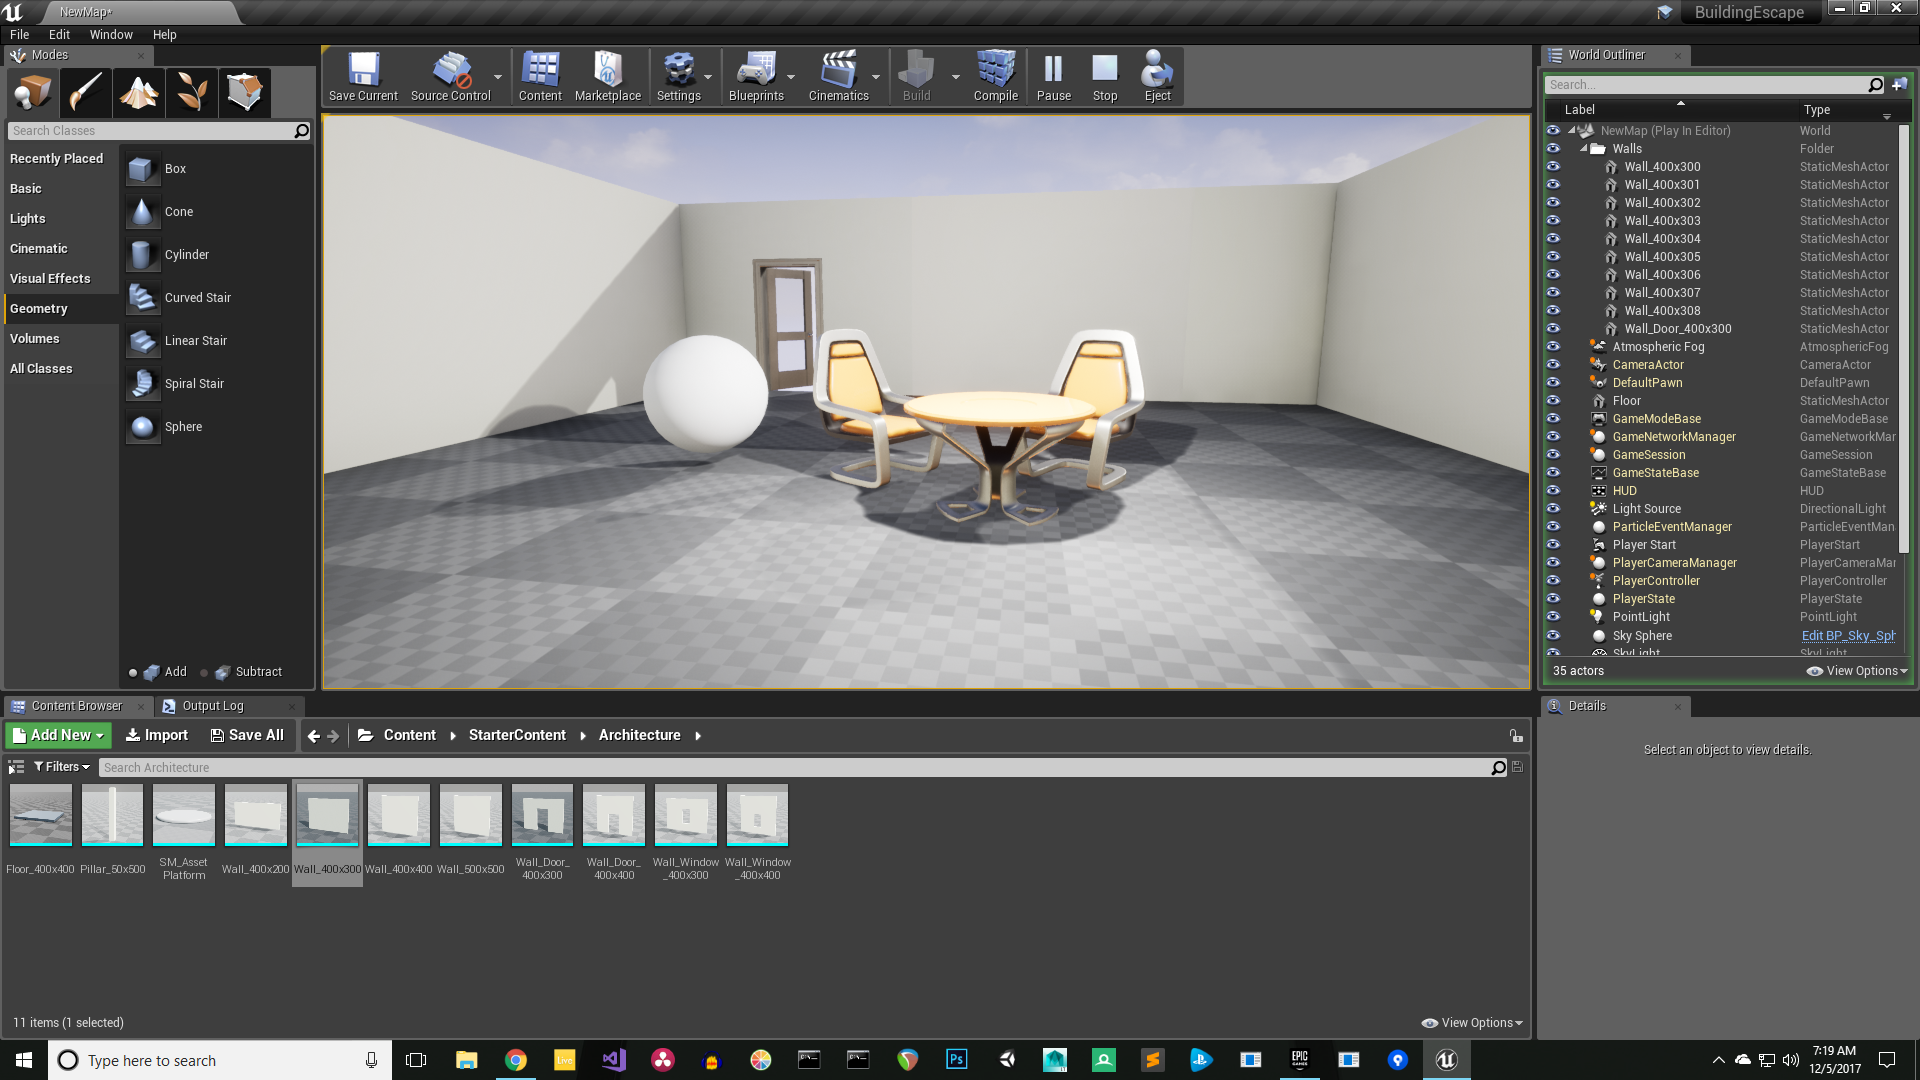 NewMap*
BuildingEscape
File Edit Window Help
Modes
Search Classes
Recently Placed
Basic
Lights
Cinematic
Visual Effects
Geometry
Volumes
All Classes
Box
Cone
Cylinder
Curved Stair
Linear Stair
Spiral Stair
Sphere
Add Subtract
Save Current Source Control Content Marketplace Settings Blueprints Cinematics Build Compile Pause Stop Eject
World Outliner
Search...
Label Type
NewMap (Play In Editor) World
Walls Folder
Wall_400x300 StaticMeshActor
Wall_400x301 StaticMeshActor
Wall_400x302 StaticMeshActor
Wall_400x303 StaticMeshActor
Wall_400x304 StaticMeshActor
Wall_400x305 StaticMeshActor
Wall_400x306 StaticMeshActor
Wall_400x307 StaticMeshActor
Wall_400x308 StaticMeshActor
Wall_Door_400x300 StaticMeshActor
Atmospheric Fog AtmosphericFog
CameraActor CameraActor
DefaultPawn DefaultPawn
Floor StaticMeshActor
GameModeBase GameModeBase
GameNetworkManager GameNetworkMar
GameSession GameSession
GameStateBase GameStateBase
HUD HUD
Light Source DirectionalLight
ParticleEventManager ParticleEventMan
Player Start PlayerStart
PlayerCameraManager PlayerCameraMar
PlayerController PlayerController
PlayerState PlayerState
PointLight PointLight
Sky Sphere Edit BP_Sky_Sph
SkyLight SkyLight
35 actors View Options
Details
Select an object to view details.
Content Browser Output Log
Add New Import Save All Content StarterContent Architecture
Filters Search Architecture
Floor_400x400
Pillar_50x500
SM_Asset
Platform
Wall_400x200
Wall_400x300
Wall_400x400
Wall_500x500
Wall_Door_
400x300
Wall_Door_
400x400
Wall_Window
_400x300
Wall_Window
_400x400
11 items (1 selected) View Options
Type here to search
Live
Ps
EPIC
GAMES
7:19 AM
12/5/2017